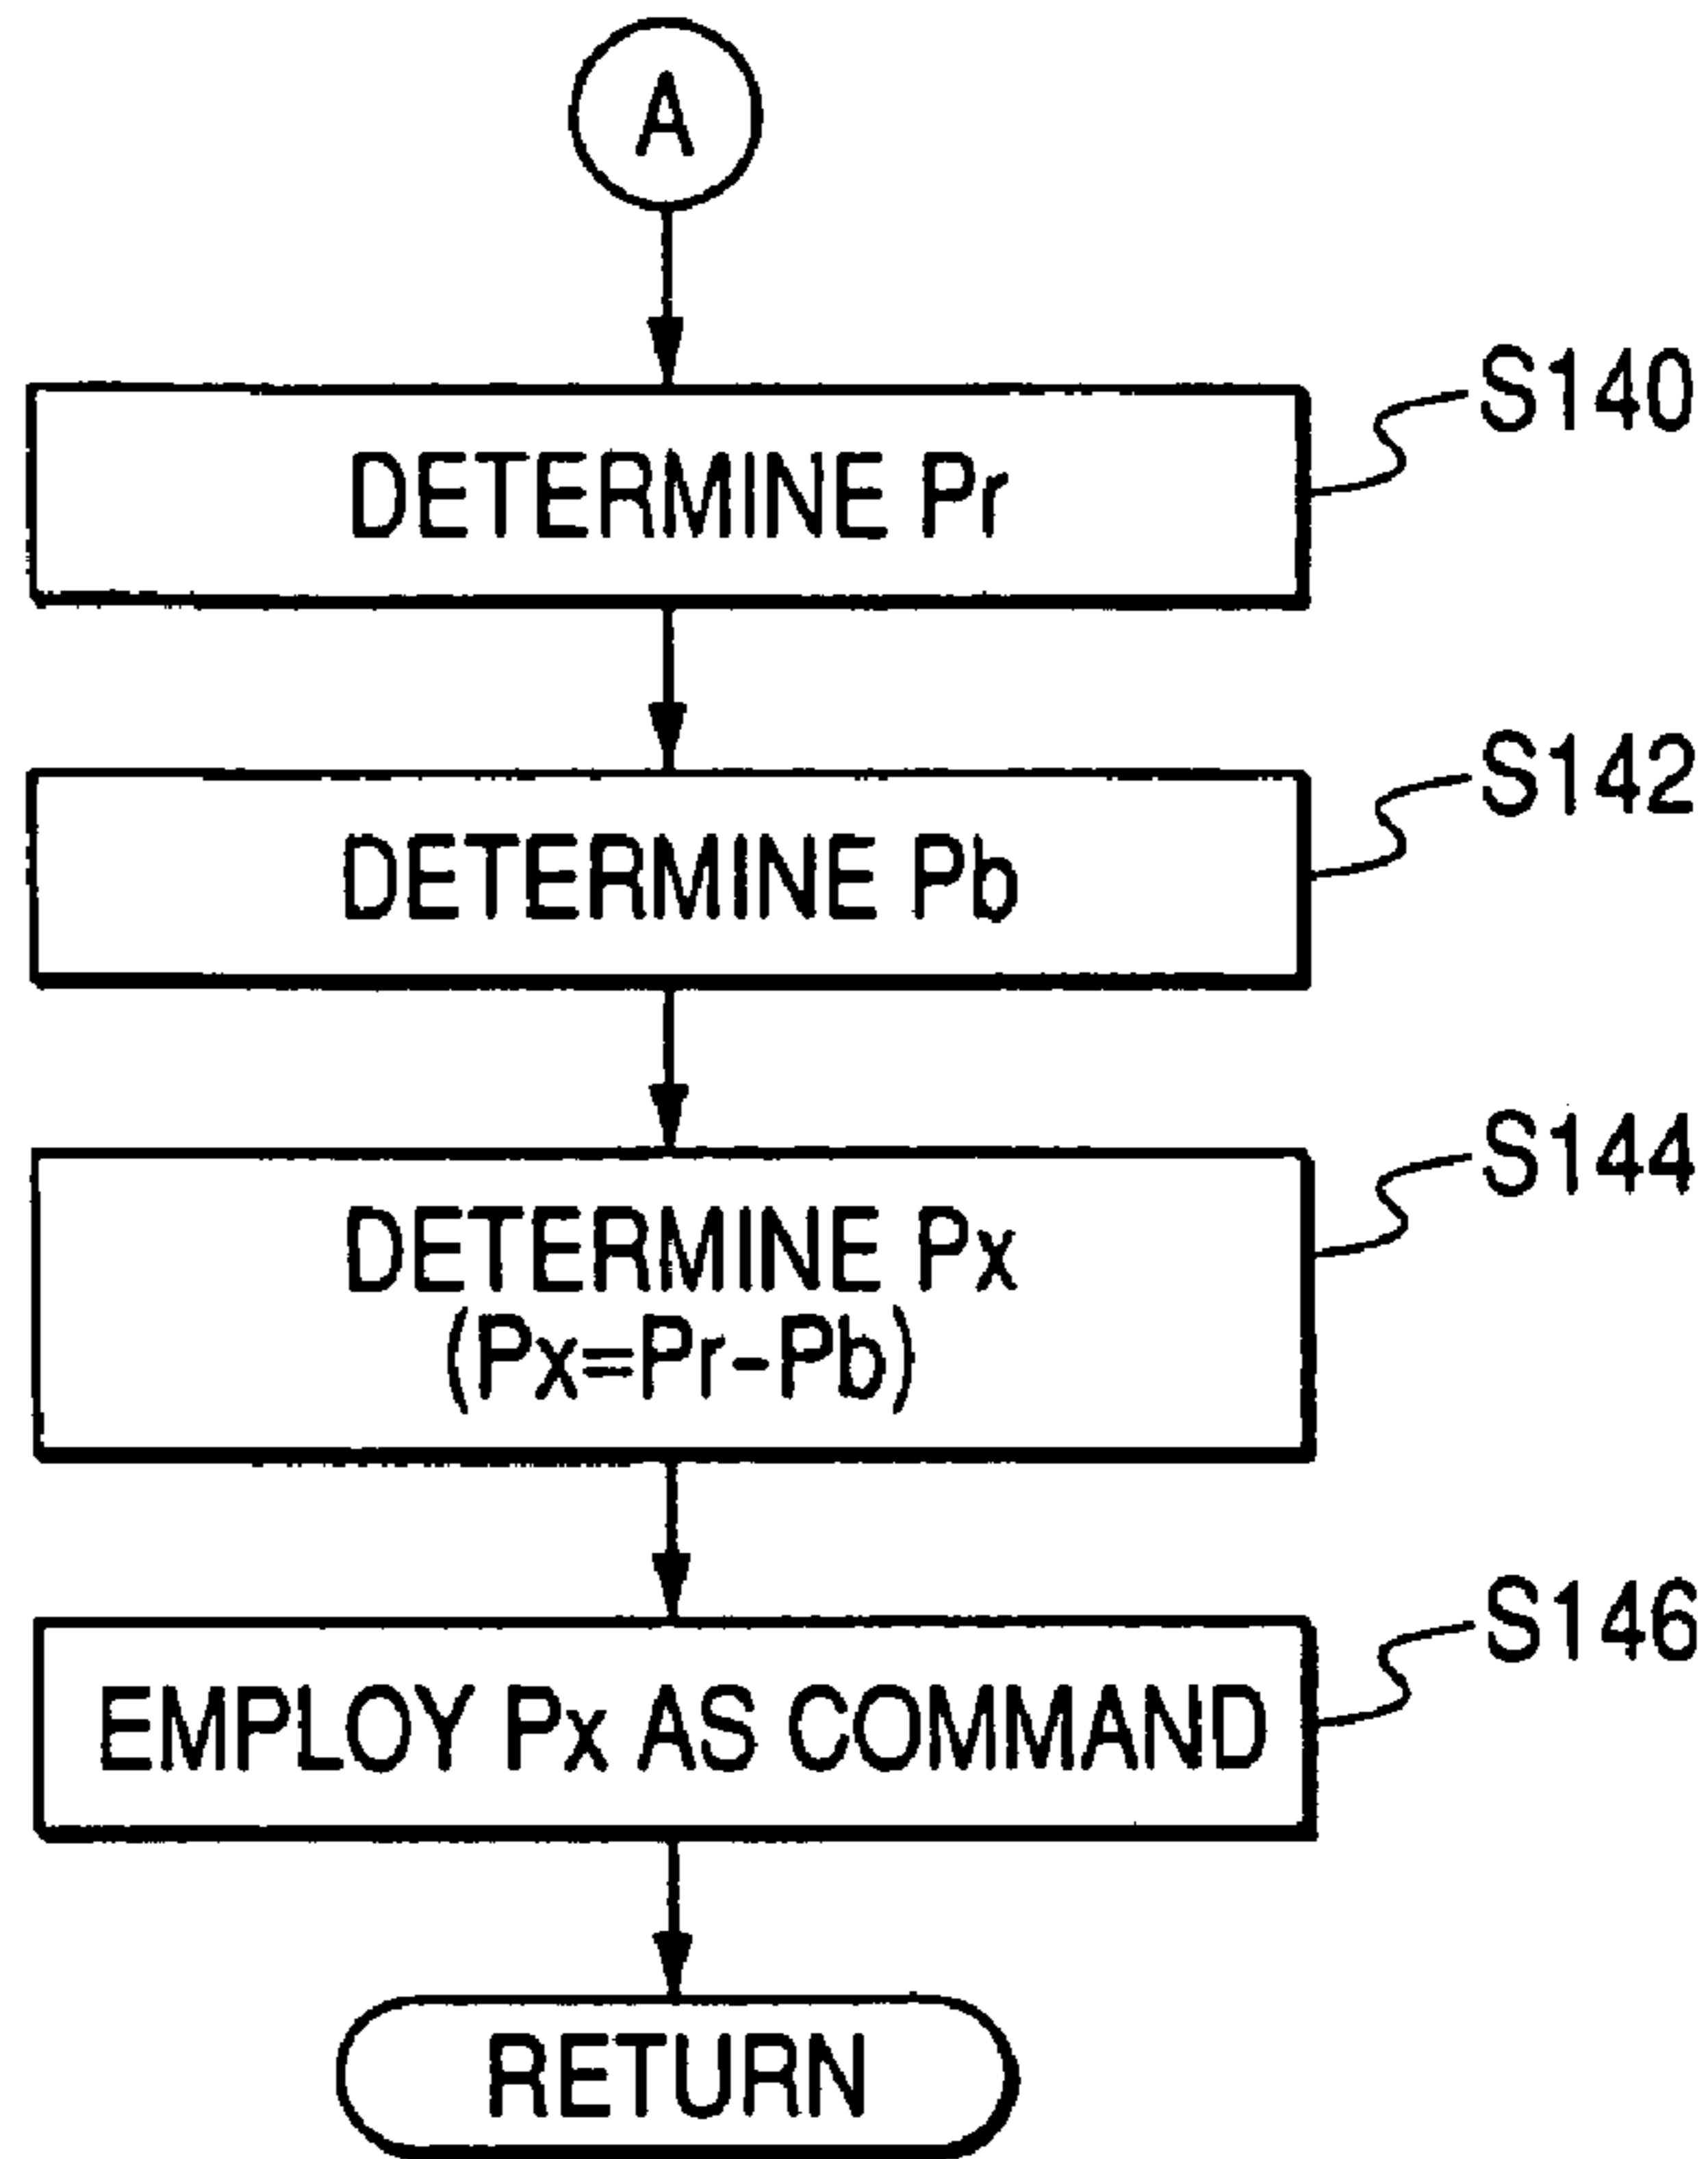 A
DETERMINE Pr
S140
DETERMINE Pb
S142
DETERMINE Px
(Px=Pr-Pb)
S144
EMPLOY Px AS COMMAND
S146
RETURN